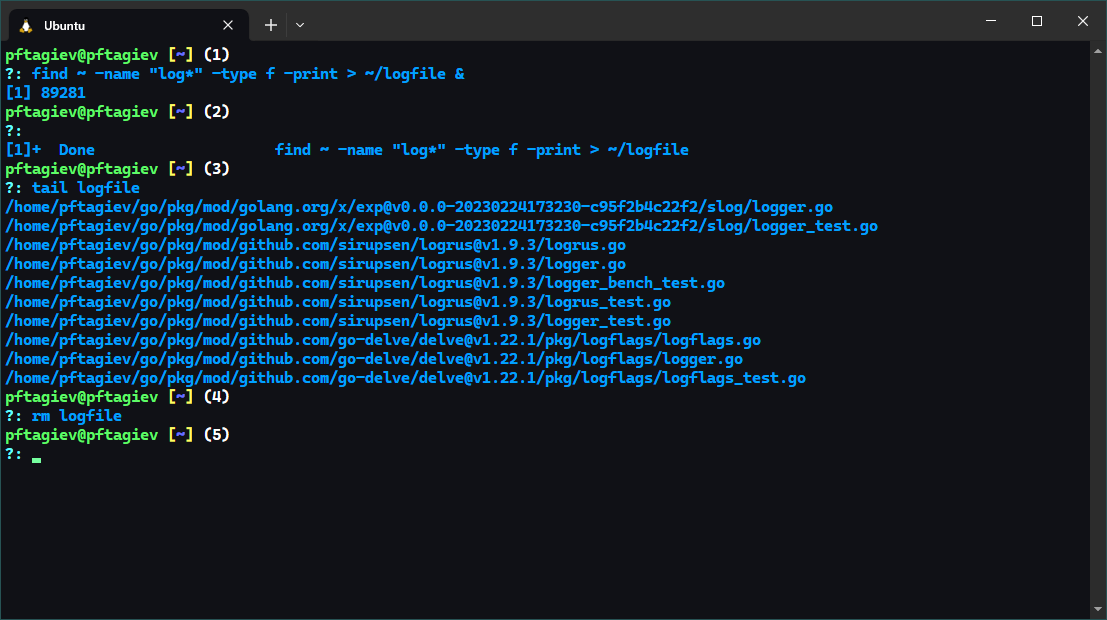 Ubuntu
pftagiev@pftagiev [~] (1)
?: find ~ -name "log*" -type f -print > ~/logfile &
[1] 89281
pftagiev@pftagiev [~] (2)
?:
[1]+  Done                    find ~ -name "log*" -type f -print > ~/logfile
pftagiev@pftagiev [~] (3)
?: tail logfile
/home/pftagiev/go/pkg/mod/golang.org/x/exp@v0.0.0-20230224173230-c95f2b4c22f2/slog/logger.go
/home/pftagiev/go/pkg/mod/golang.org/x/exp@v0.0.0-20230224173230-c95f2b4c22f2/slog/logger_test.go
/home/pftagiev/go/pkg/mod/github.com/sirupsen/logrus@v1.9.3/logrus.go
/home/pftagiev/go/pkg/mod/github.com/sirupsen/logrus@v1.9.3/logger.go
/home/pftagiev/go/pkg/mod/github.com/sirupsen/logrus@v1.9.3/logger_bench_test.go
/home/pftagiev/go/pkg/mod/github.com/sirupsen/logrus@v1.9.3/logrus_test.go
/home/pftagiev/go/pkg/mod/github.com/sirupsen/logrus@v1.9.3/logger_test.go
/home/pftagiev/go/pkg/mod/github.com/go-delve/delve@v1.22.1/pkg/logflags/logflags.go
/home/pftagiev/go/pkg/mod/github.com/go-delve/delve@v1.22.1/pkg/logflags/logger.go
/home/pftagiev/go/pkg/mod/github.com/go-delve/delve@v1.22.1/pkg/logflags/logflags_test.go
pftagiev@pftagiev [~] (4)
?: rm logfile
pftagiev@pftagiev [~] (5)
?: